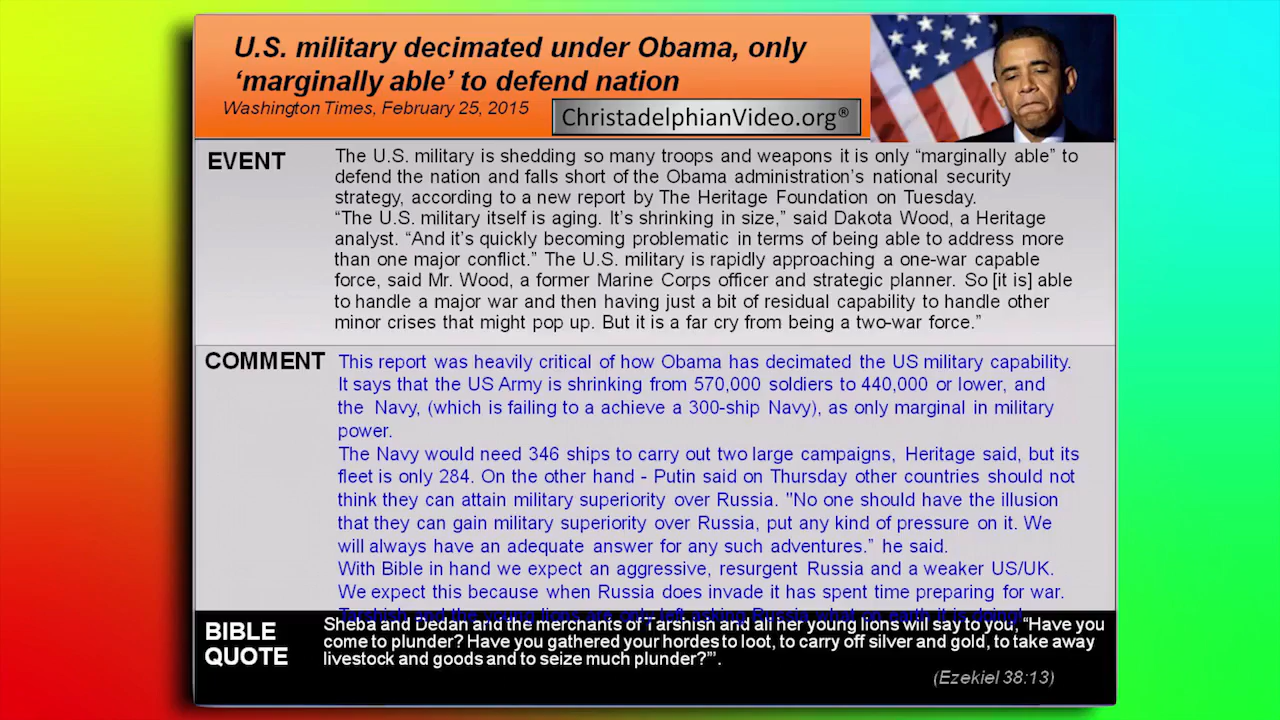 U.S. military decimated under Obama, only
‘marginally able’ to defend nation
Washington Times, February 25, 2015
ChristadelphianVideo.org®
EVENT
The U.S. military is shedding so many troops and weapons it is only “marginally able” to
defend the nation and falls short of the Obama administration’s national security
strategy, according to a new report by The Heritage Foundation on Tuesday.
“The U.S. military itself is aging. It’s shrinking in size,” said Dakota Wood, a Heritage
analyst. “And it’s quickly becoming problematic in terms of being able to address more
than one major conflict.” The U.S. military is rapidly approaching a one-war capable
force, said Mr. Wood, a former Marine Corps officer and strategic planner. So [it is] able
to handle a major war and then having just a bit of residual capability to handle other
minor crises that might pop up. But it is a far cry from being a two-war force.”
COMMENT
This report was heavily critical of how Obama has decimated the US military capability.
It says that the US Army is shrinking from 570,000 soldiers to 440,000 or lower, and
the Navy, (which is failing to a achieve a 300-ship Navy), as only marginal in military
power.
The Navy would need 346 ships to carry out two large campaigns, Heritage said, but its
fleet is only 284. On the other hand - Putin said on Thursday other countries should not
think they can attain military superiority over Russia. "No one should have the illusion
that they can gain military superiority over Russia, put any kind of pressure on it. We
will always have an adequate answer for any such adventures.” he said.
With Bible in hand we expect an aggressive, resurgent Russia and a weaker US/UK.
We expect this because when Russia does invade it has spent time preparing for war.
Tarshish and the young lions are only left asking Russia what on earth it is doing!
BIBLE
QUOTE
Sheba and Dedan and the merchants of Tarshish and all her young lions will say to you, “Have you
come to plunder? Have you gathered your hordes to loot, to carry off silver and gold, to take away
livestock and goods and to seize much plunder?”’.
(Ezekiel 38:13)